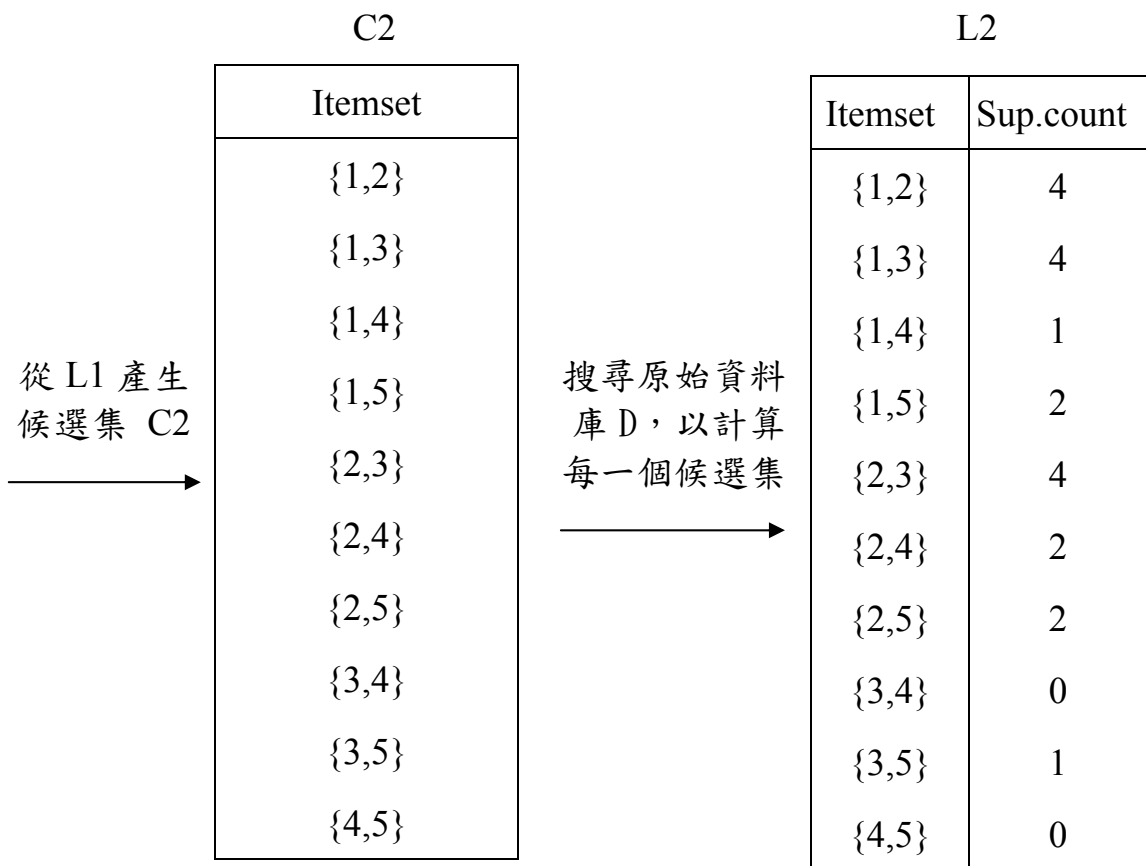 C2
Itemset
{1,2}
{1,3}
{1,4}
{1,5}
{2,3}
{2,4}
{2,5}
{3,4}
{3,5}
{4,5}
從 L1 產生
候選集 C2
搜尋原始資料
庫 D,以計算
每一個候選集
L2
Itemset Sup.count
{1,2} 4
{1,3} 4
{1,4} 1
{1,5} 2
{2,3} 4
{2,4} 2
{2,5} 2
{3,4} 0
{3,5} 1
{4,5} 0